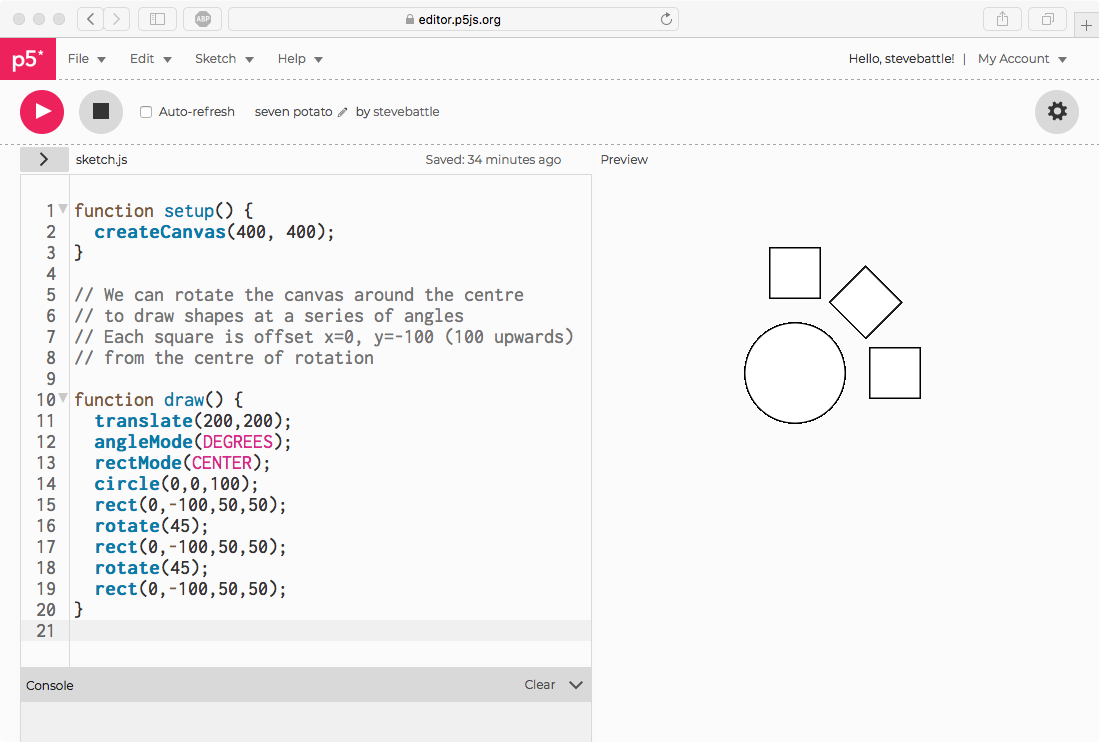 ABP
editor.p5js.org
p5*
File Edit Sketch Help
Hello, stevebattle! | My Account
Auto-refresh seven potato by stevebattle
sketch.js Saved: 34 minutes ago Preview
1 function setup() {
2   createCanvas(400, 400);
3 }
4
5 // We can rotate the canvas around the centre
6 // to draw shapes at a series of angles
7 // Each square is offset x=0, y=-100 (100 upwards)
8 // from the centre of rotation
9
10 function draw() {
11   translate(200,200);
12   angleMode(DEGREES);
13   rectMode(CENTER);
14   circle(0,0,100);
15   rect(0,-100,50,50);
16   rotate(45);
17   rect(0,-100,50,50);
18   rotate(45);
19   rect(0,-100,50,50);
20 }
21
Console Clear